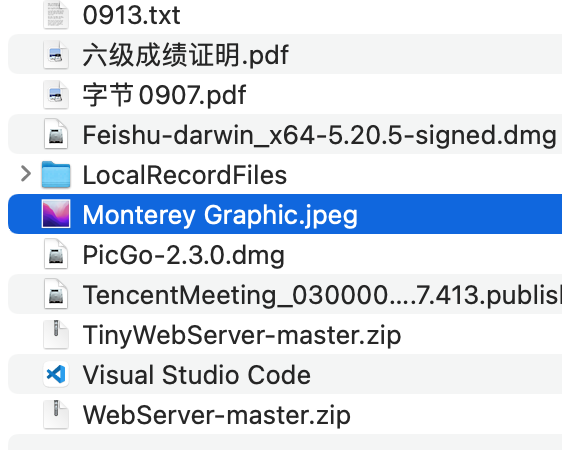 0913.txt
六级成绩证明.pdf
字节0907.pdf
Feishu-darwin_x64-5.20.5-signed.dmg
LocalRecordFiles
Monterey Graphic.jpeg
PicGo-2.3.0.dmg
TencentMeeting_030000....7.413.publish
TinyWebServer-master.zip
Visual Studio Code
WebServer-master.zip